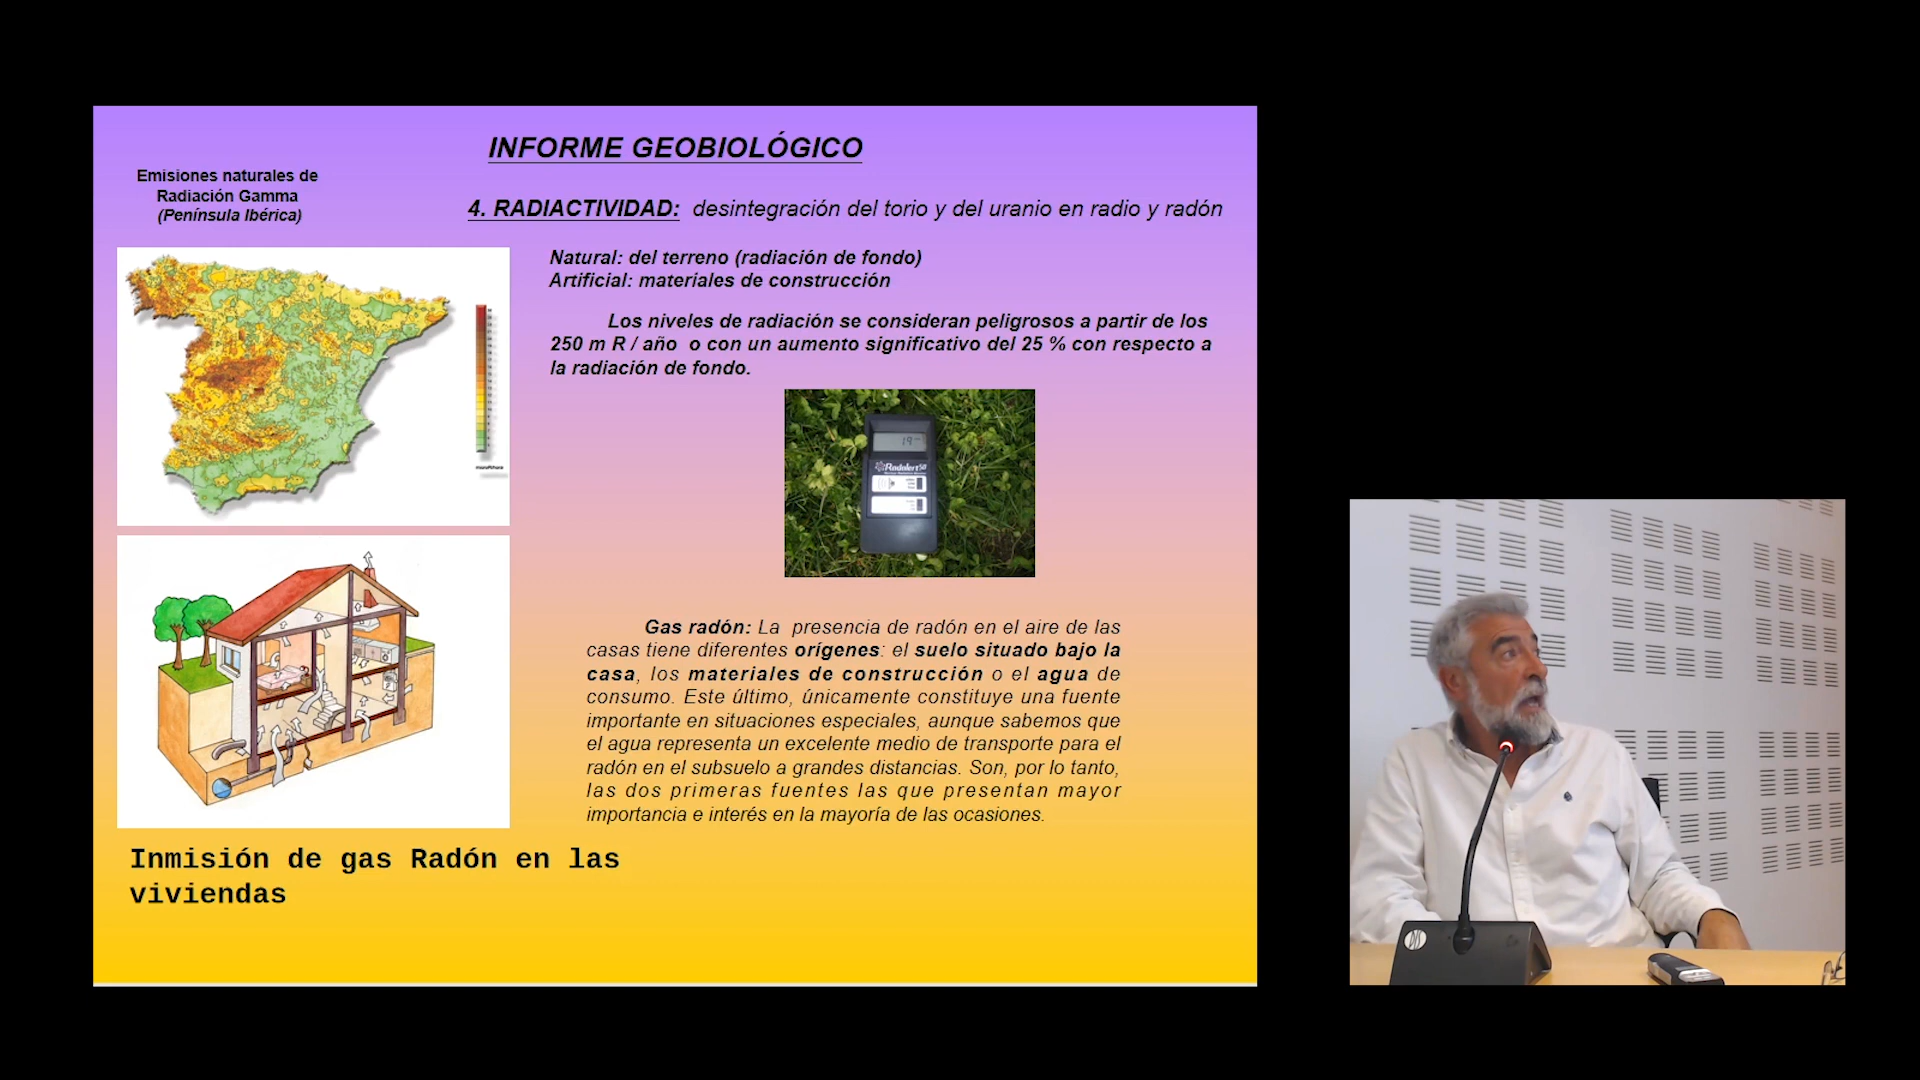 INFORME GEOBIOLÓGICO
Emisiones naturales de
Radiación Gamma
(Península Ibérica)
4. RADIACTIVIDAD: desintegración del torio y del uranio en radio y radón
Natural: del terreno (radiación de fondo)
Artificial: materiales de construcción
Los niveles de radiación se consideran peligrosos a partir de los
250 m R / año o con un aumento significativo del 25 % con respecto a
la radiación de fondo.
19
Radalert50
Gas radón: La presencia de radón en el aire de las
casas tiene diferentes orígenes: el suelo situado bajo la
casa, los materiales de construcción o el agua de
consumo. Este último, únicamente constituye una fuente
importante en situaciones especiales, aunque sabemos que
el agua representa un excelente medio de transporte para el
radón en el subsuelo a grandes distancias. Son, por lo tanto,
las dos primeras fuentes las que presentan mayor
importancia e interés en la mayoría de las ocasiones.
Inmisión de gas Radón en las
viviendas